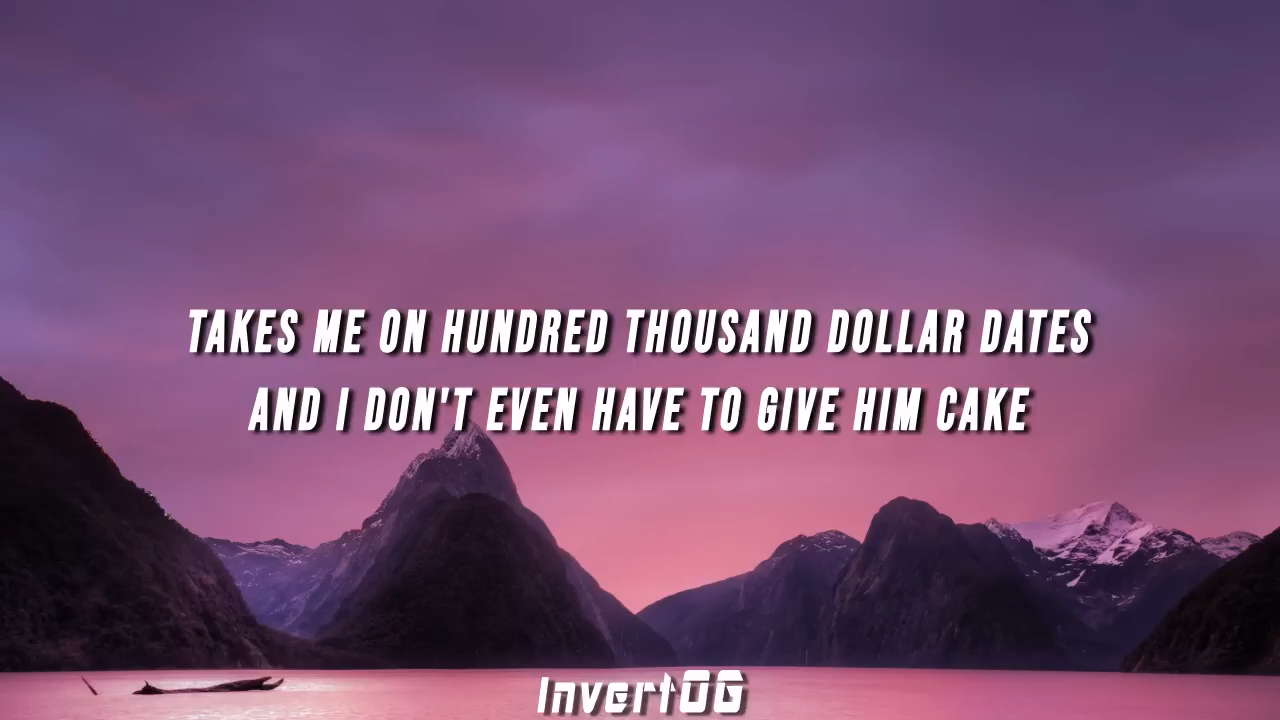 TAKES ME ON HUNDRED THOUSAND DOLLAR DATES
AND I DON'T EVEN HAVE TO GIVE HIM CAKE
InvertOG